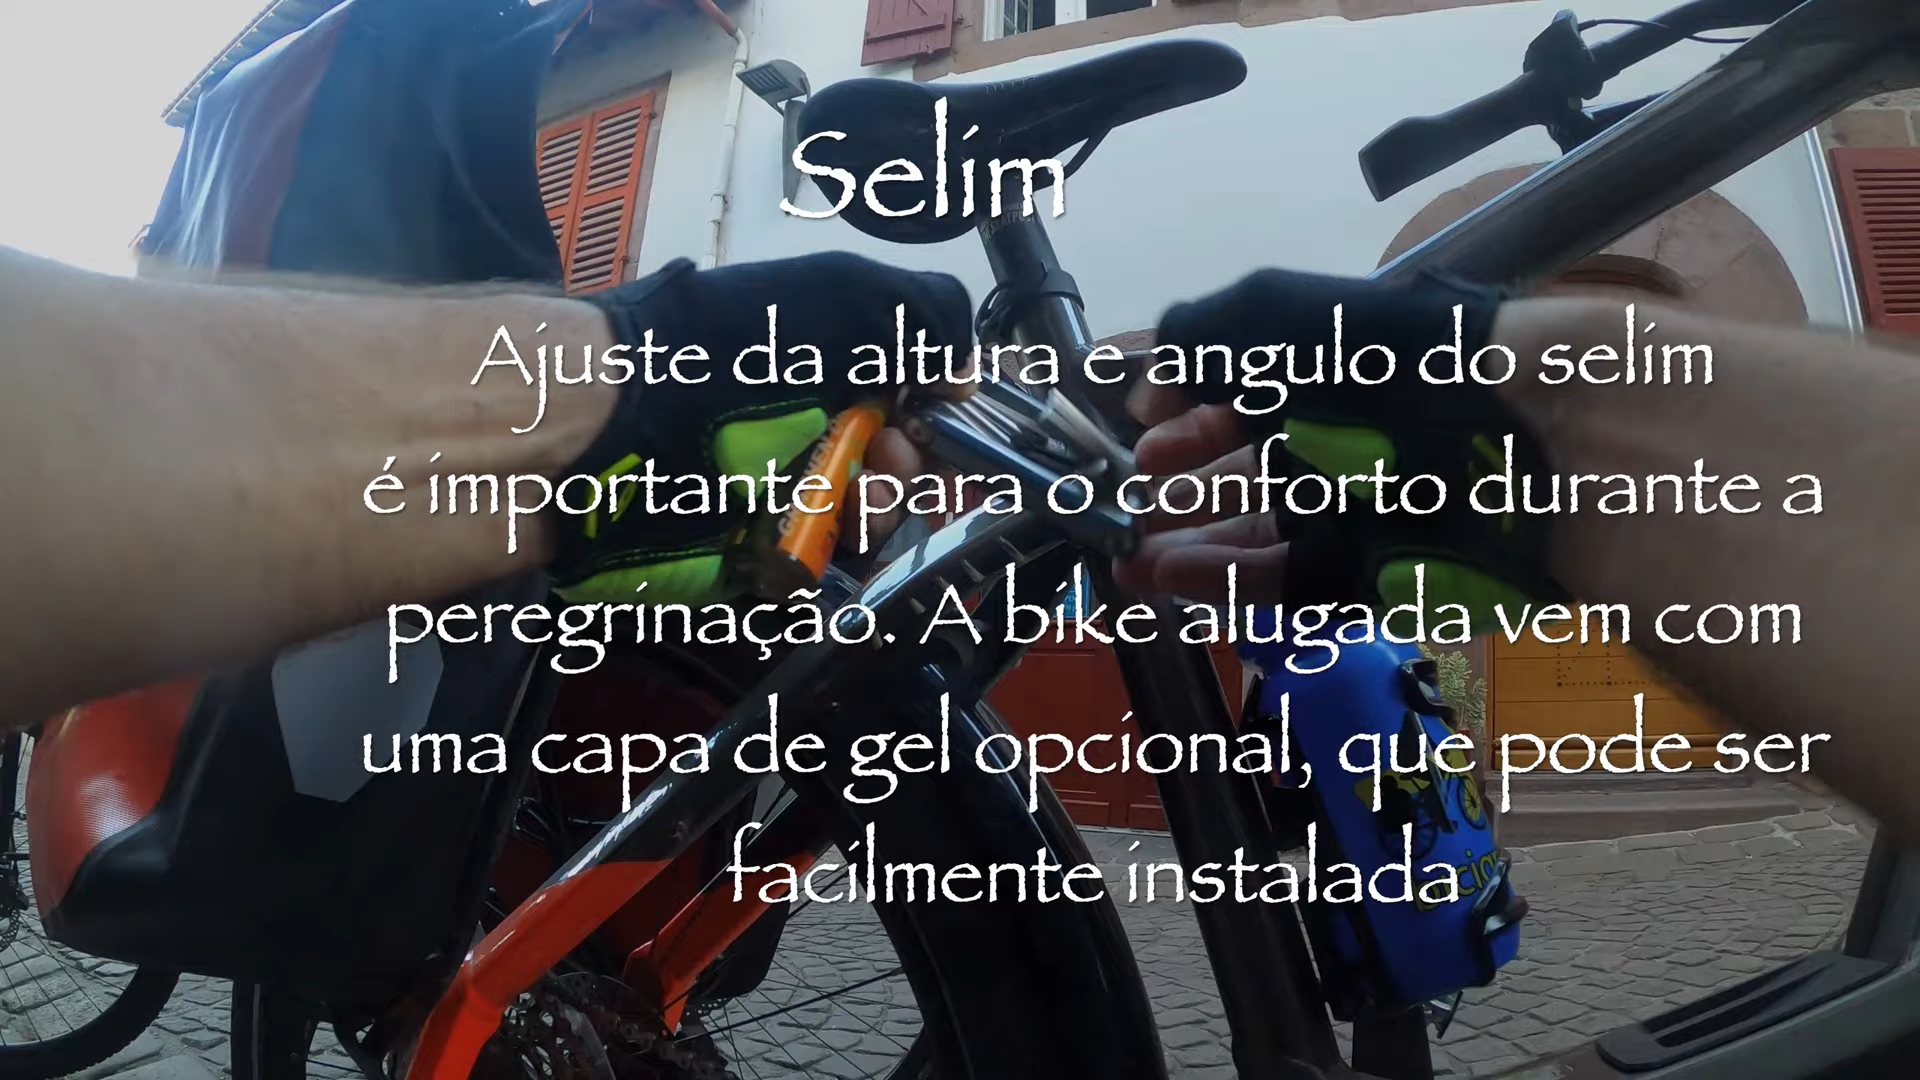 Selim
Ajuste da altura e angulo do selim
é importante para o conforto durante a
peregrinação. A bike alugada vem com
uma capa de gel opcional, que pode ser
facilmente instalada